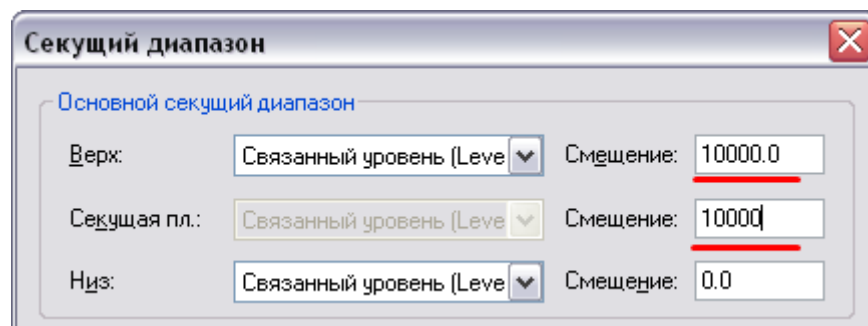 Секущий диапазон
Основной секущий диапазон
Верх: Связанный уровень (Leve Смещение: 10000.0
Секущая пл.: Связанный уровень (Leve Смещение: 10000
Низ: Связанный уровень (Leve Смещение: 0.0